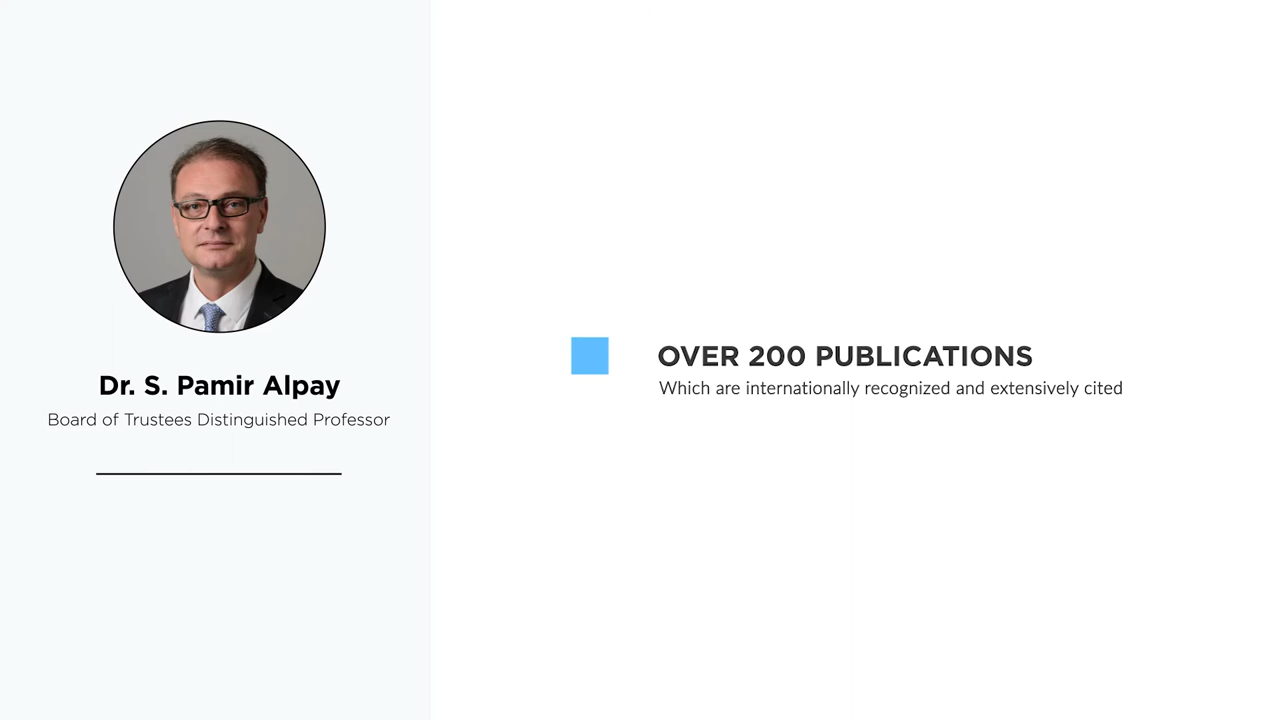 Dr. S. Pamir Alpay
Board of Trustees Distinguished Professor
OVER 200 PUBLICATIONS
Which are internationally recognized and extensively cited